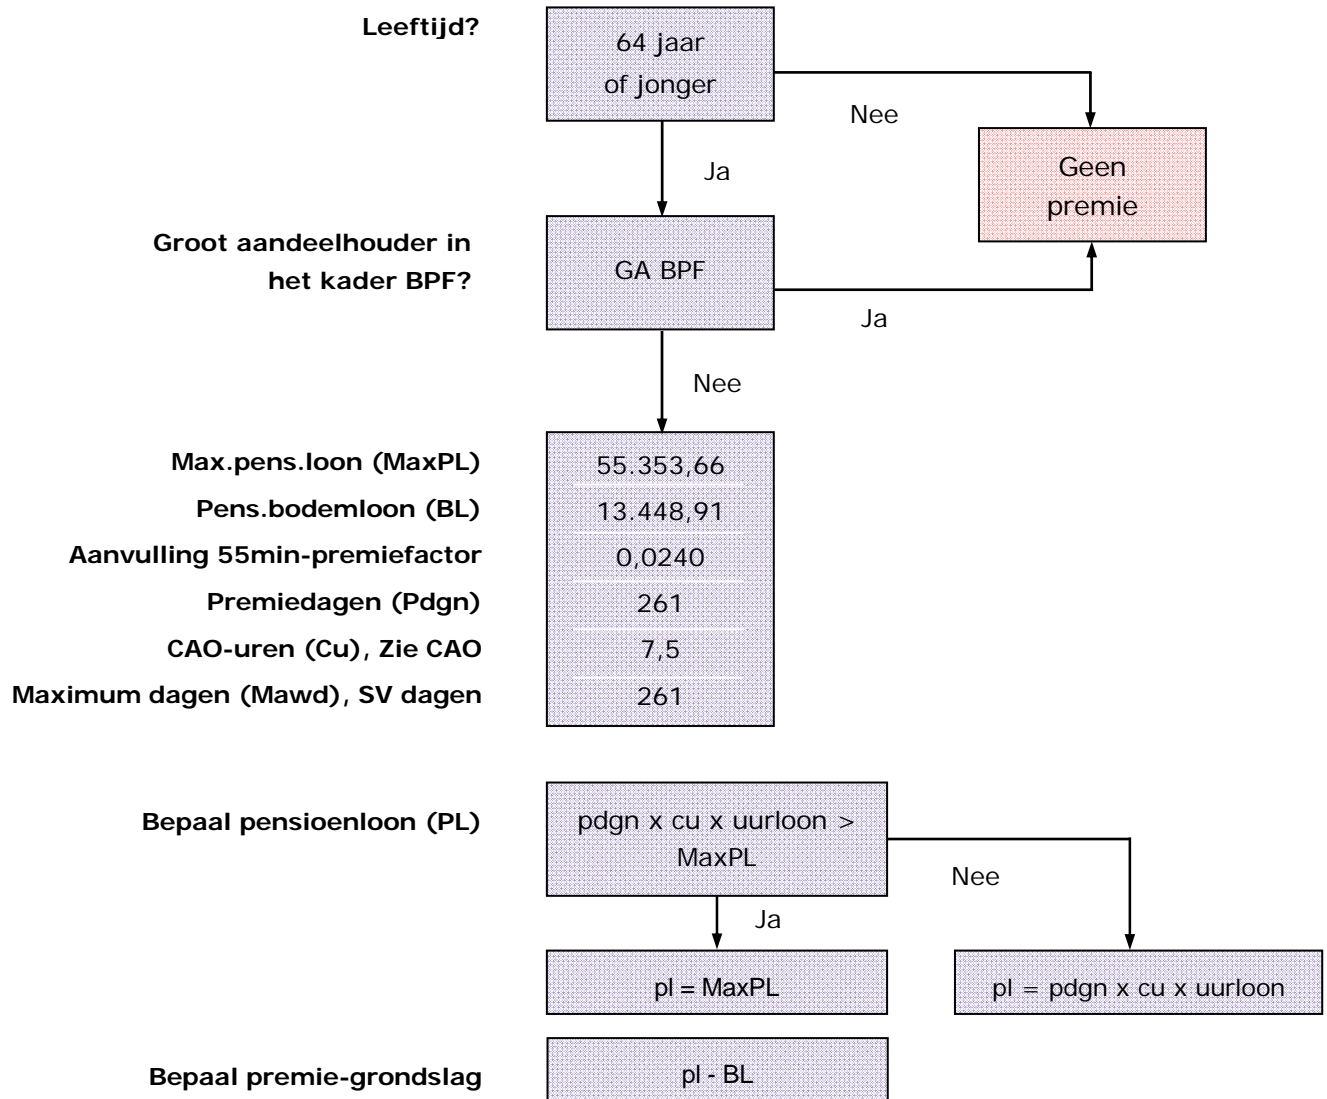 Leeftijd?
64 jaar
of jonger
Nee
Geen
premie
Ja
Groot aandeelhouder in
het kader BPF?
GA BPF
Ja
Nee
Max.pens.loon (MaxPL)
55.353,66
Pens.bodemloon (BL)
13.448,91
Aanvulling 55min-premiefactor
0,0240
Premiedagen (Pdgn)
261
CAO-uren (Cu), Zie CAO
7,5
Maximum dagen (Mawd), SV dagen
261
Bepaal pensioenloon (PL)
pdgn x cu x uurloon >
MaxPL
Nee
Ja
pl = MaxPL
pl = pdgn x cu x uurloon
Bepaal premie-grondslag
pl - BL